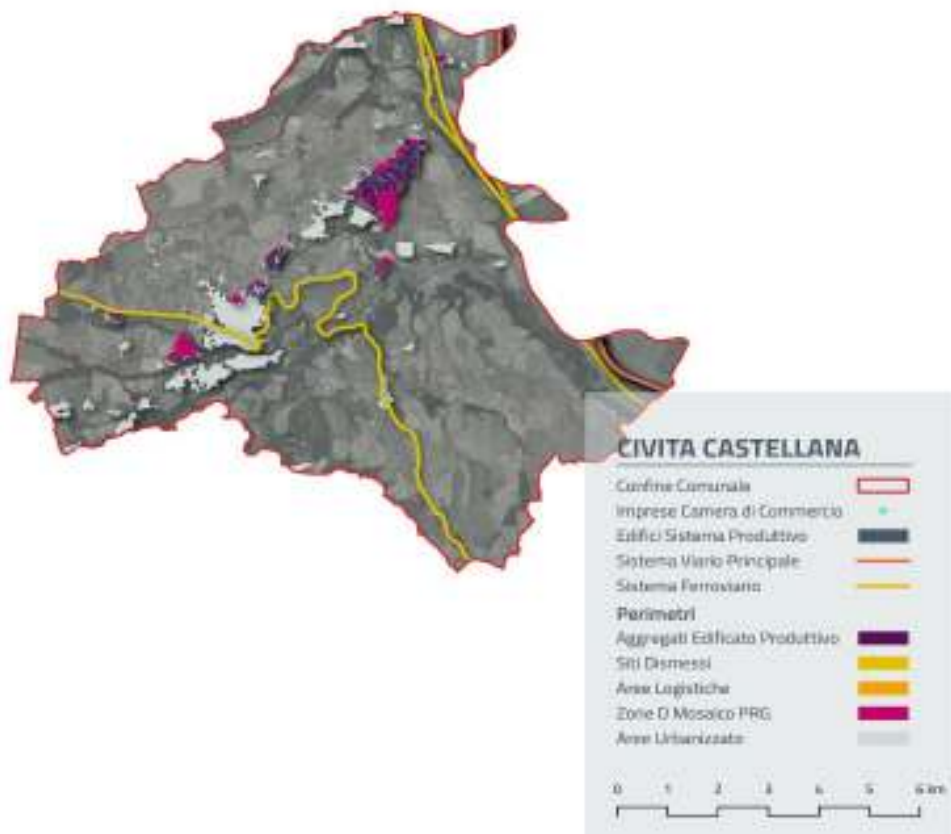 CIVITA CASTELLANA
Confine Comunale
Imprese Camera di Commercio
Edifici Sistema Produttivo
Sistema Viario Principale
Sistema Ferroviario
Perimetri
Aggregati Edificato Produttivo
Siti Dismessi
Aree Logistiche
Zone D Mosaico PRG
Aree Urbanizzato
0 1 2 3 4 5 6 km